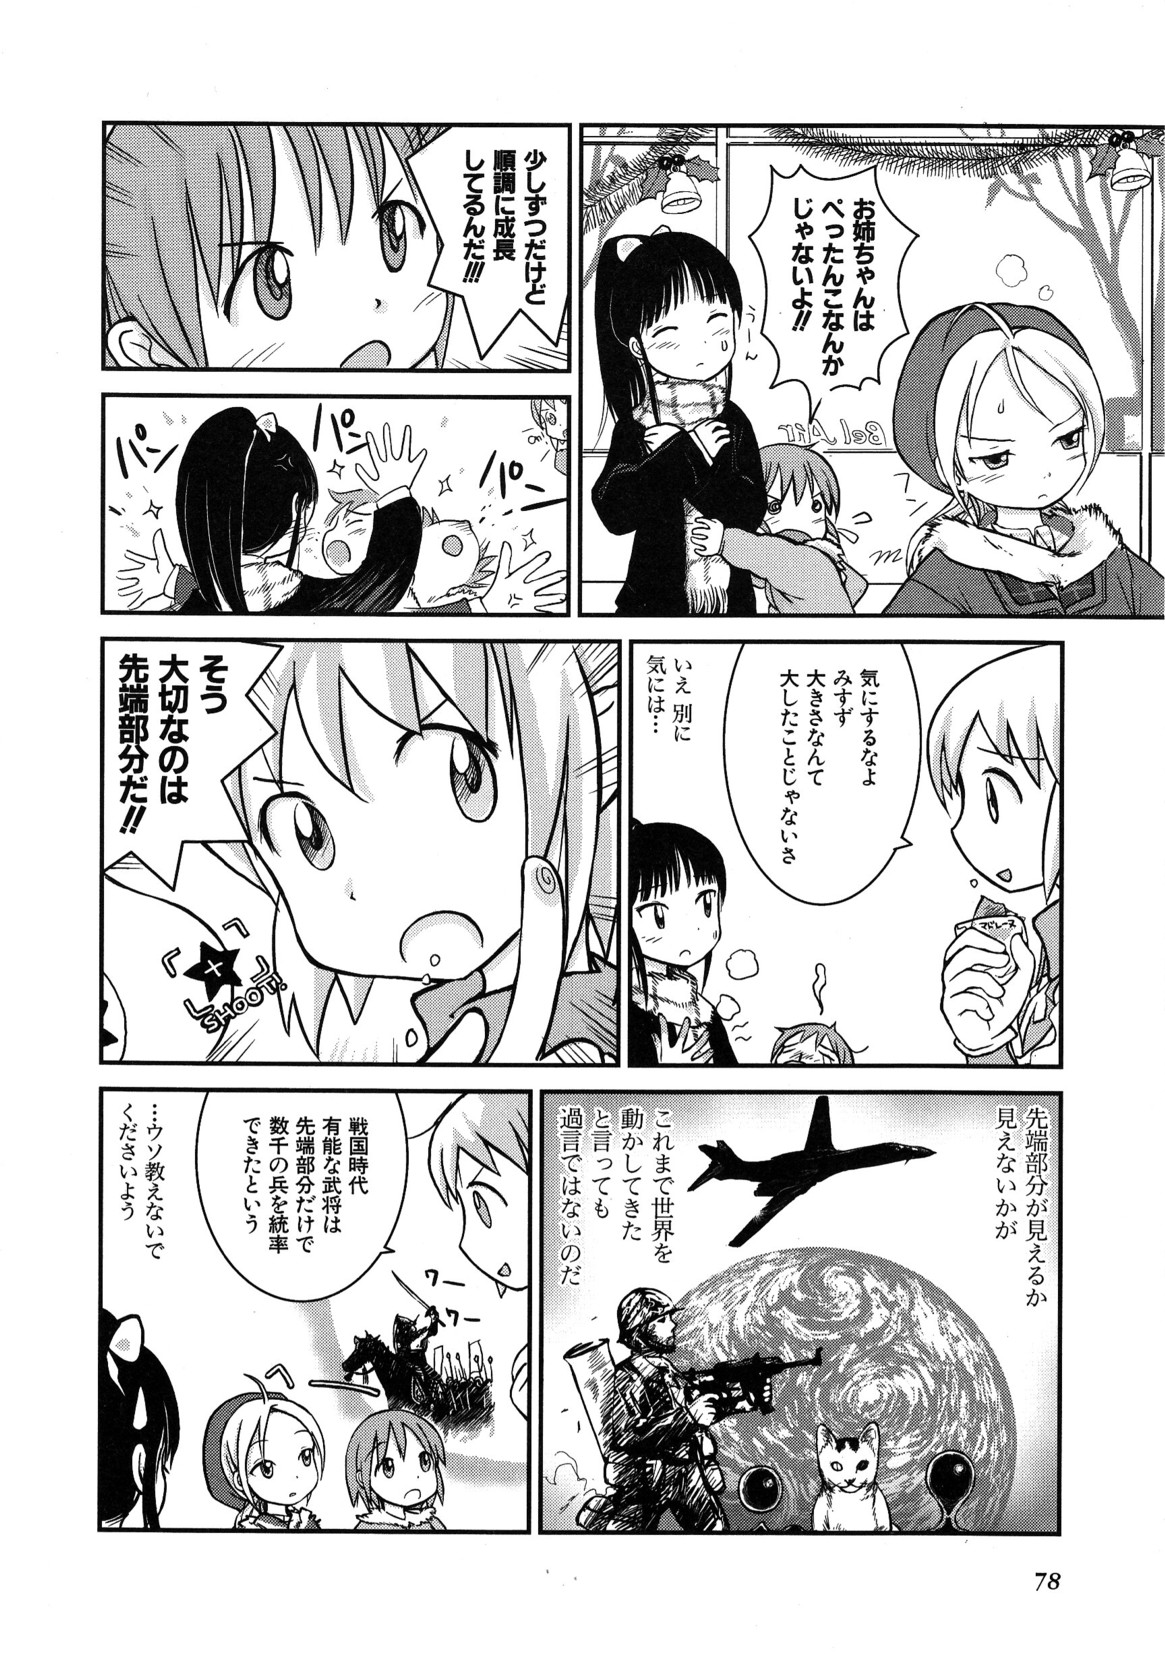 お姉ちゃんは
ぺったんこなんか
じゃないよ!!
うーん
Bel Air
少しずつだけど
順調に成長
してるんだ!!!
パン
パン
パン
気にするなよ
みすず
大きさなんて
大したことじゃないさ
いえ 別に
気には…
マドレーヌ
そう
大切なのは
先端部分だ!!
SHOOT!
先端部分が見えるか
見えないかが
これまで世界を
動かしてきた
と言っても
過言ではないのだ
戦国時代
有能な武将は
先端部分だけで
数千の兵を統率
できたという
ワー
ワー
へー
…ウソ教えないで
くださいよう
78